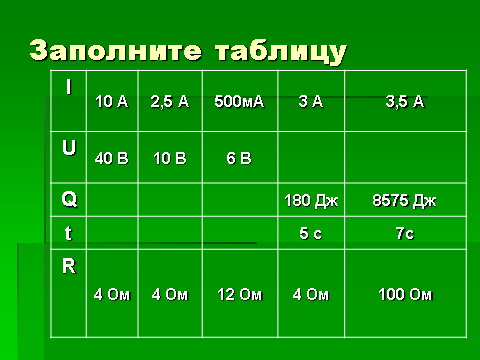 Заполните таблицу
I 10 А 2,5 А 500мА 3 А 3,5 А
U 40 В 10 В 6 В
Q 180 Дж 8575 Дж
t 5 с 7с
R 4 Ом 4 Ом 12 Ом 4 Ом 100 Ом